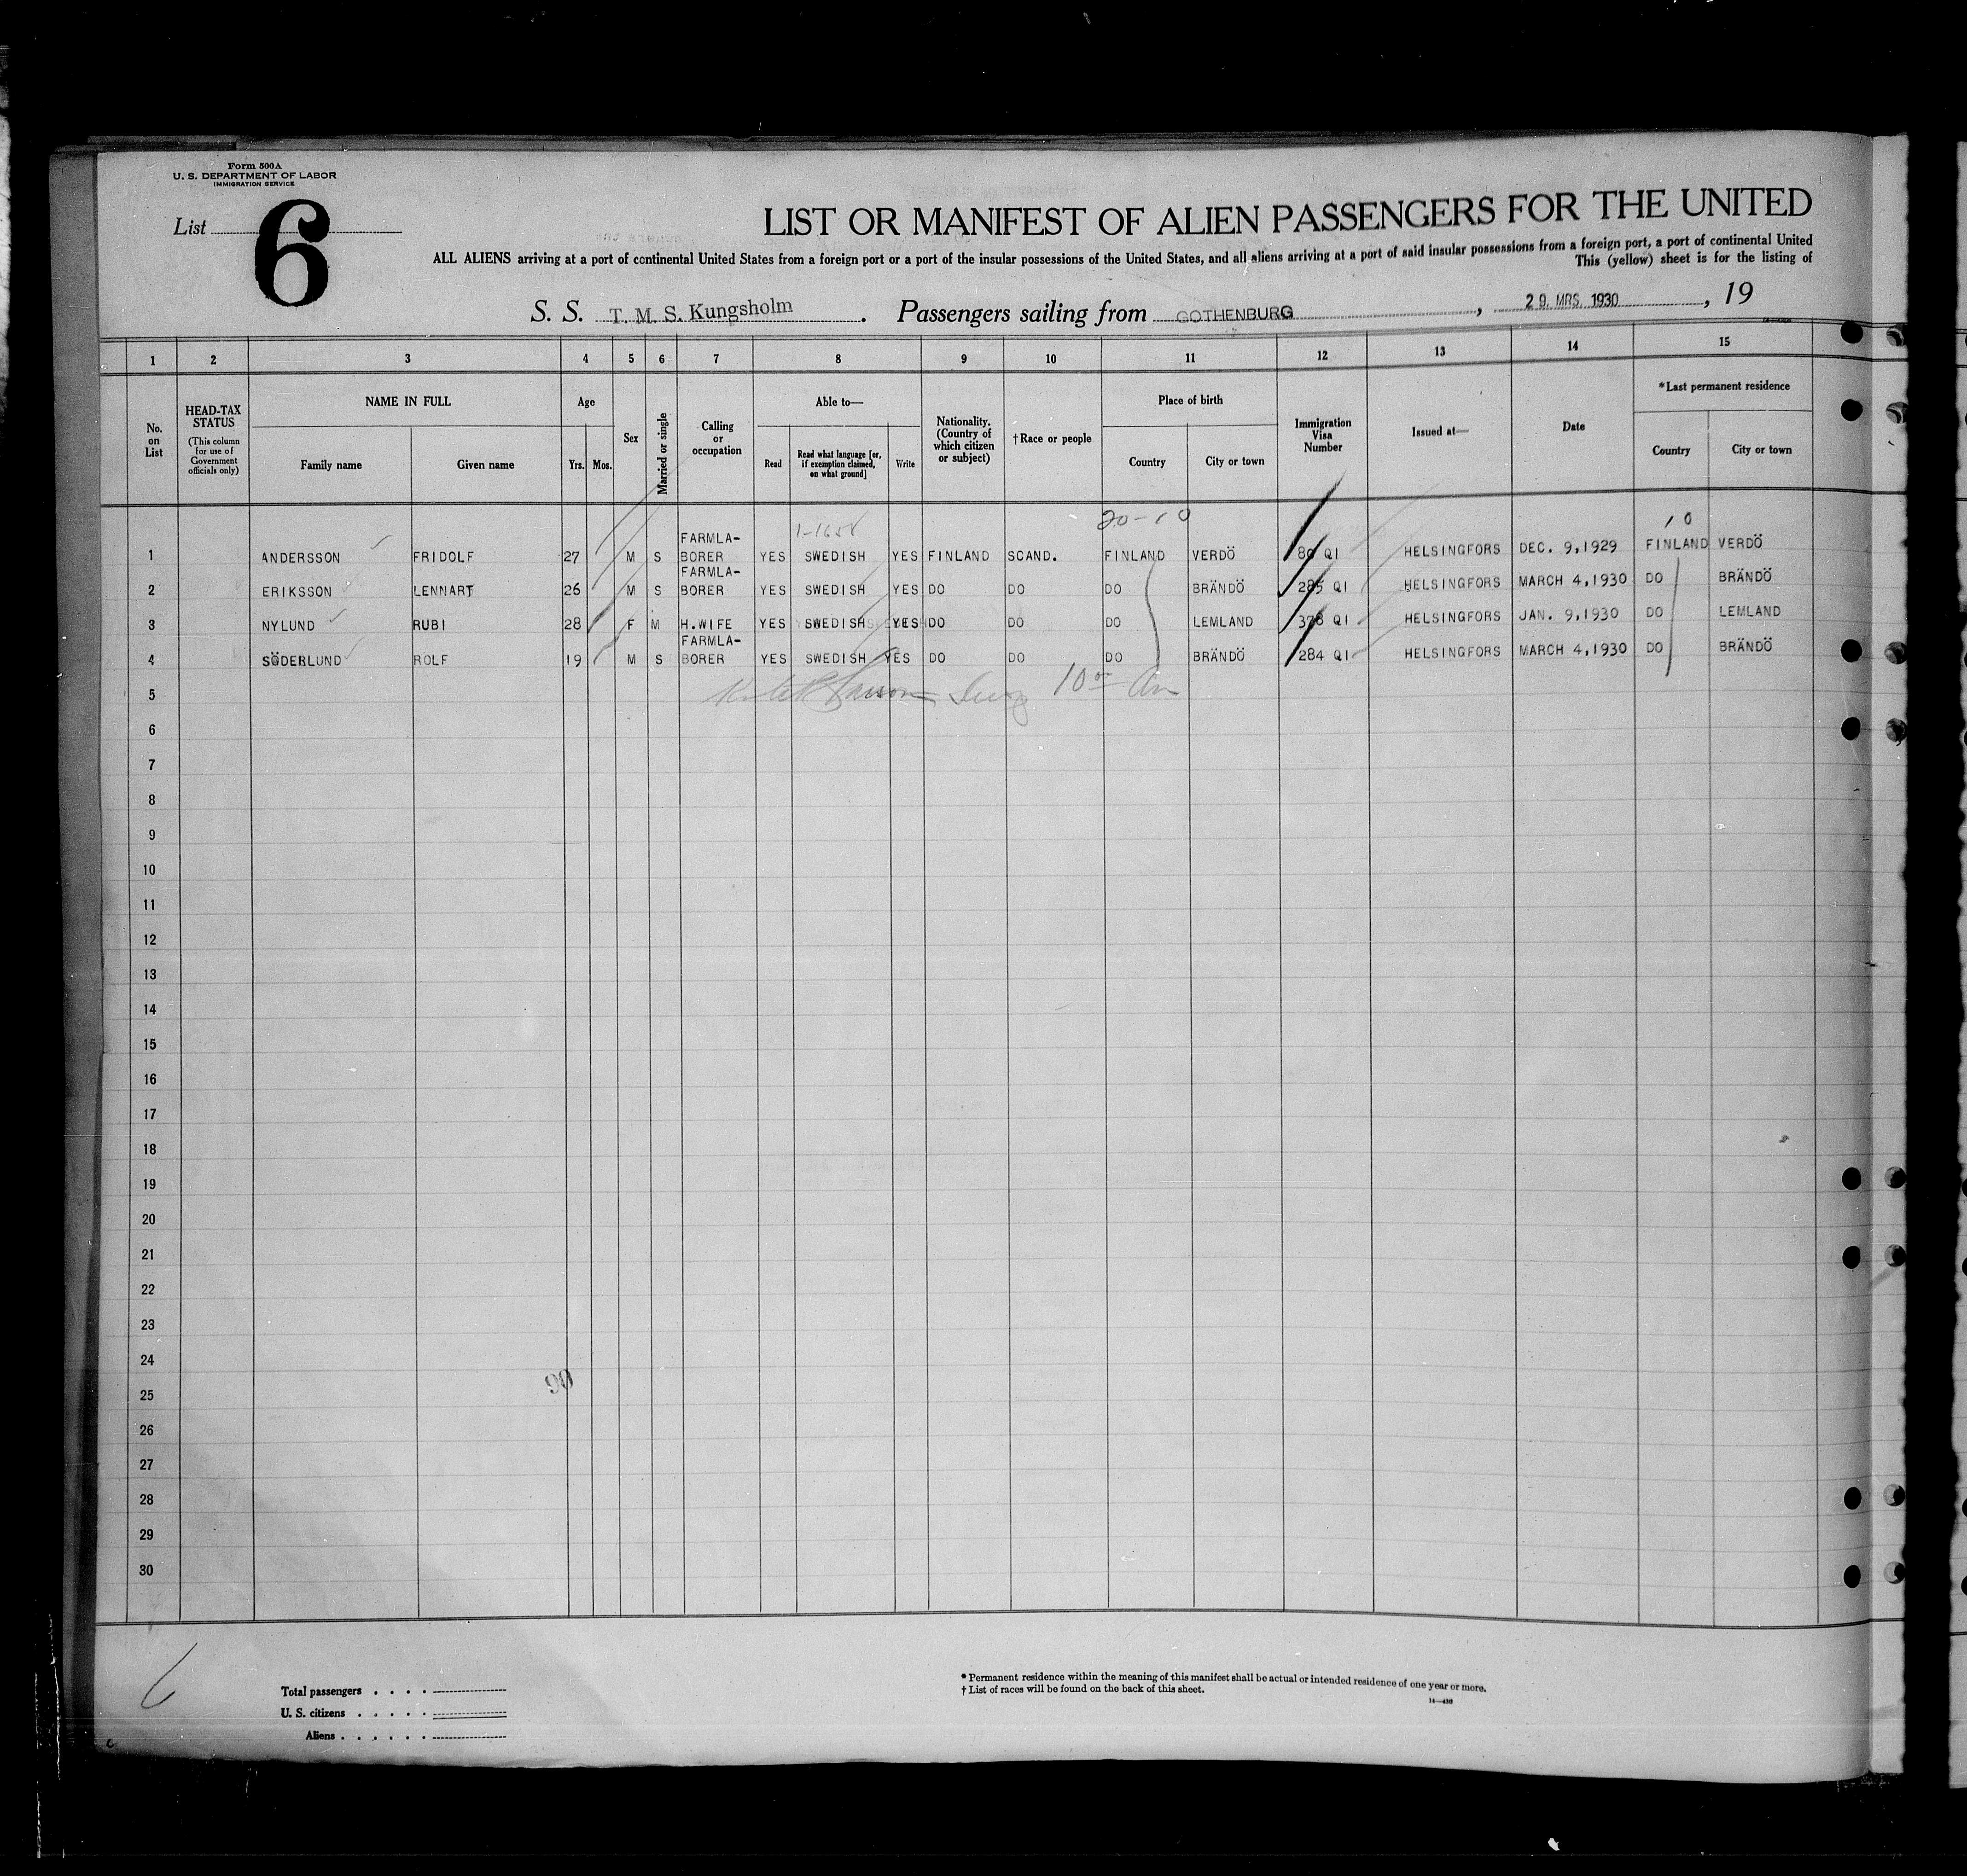 Form 500A
U. S. DEPARTMENT OF LABOR
IMMIGRATION SERVICE
List 6
LIST OR MANIFEST OF ALIEN PASSENGERS FOR THE UNITED
ALL ALIENS arriving at a port of continental United States from a foreign port or a port of the insular possessions of the United States, and all aliens arriving at a port of said insular possessions from a foreign port, a port of continental United
This (yellow) sheet is for the listing of
S. S. T. M. S. Kungsholm. Passengers sailing from GOTHENBURG, 29. MRS. 1930, 19
1 2 3 4 5 6 7 8 9 10 11 12 13 14 15
No. on List
HEAD-TAX STATUS
(This column for use of Government officials only)
NAME IN FULL
Family name
Given name
Age
Yrs. Mos.
Sex
Married or single
Calling or occupation
Able to—
Read
Read what language [or, if exemption claimed, on what ground]
Write
Nationality. (Country of which citizen or subject)
†Race or people
Place of birth
Country
City or town
Immigration Visa Number
Issued at—
Date
*Last permanent residence
Country
City or town
20-10
10
1 ANDERSSON FRIDOLF 27 M S FARMLA-BORER YES SWEDISH YES FINLAND SCAND. FINLAND VERDÖ 80 QI HELSINGFORS DEC. 9,1929 FINLAND VERDÖ
2 ERIKSSON LENNART 26 M S FARMLA-BORER YES SWEDISH YES DO DO DO BRÄNDÖ 285 QI HELSINGFORS MARCH 4,1930 DO BRÄNDÖ
3 NYLUND RUBI 28 F M H.WIFE YES SWEDISH YES DO DO DO LEMLAND 378 QI HELSINGFORS JAN. 9,1930 DO LEMLAND
4 SÖDERLUND ROLF 19 M S FARMLA-BORER YES SWEDISH YES DO DO DO BRÄNDÖ 284 QI HELSINGFORS MARCH 4,1930 DO BRÄNDÖ
5
6
7
8
9
10
11
12
13
14
15
16
17
18
19
20
21
22
23
24
25
26
27
28
29
30
90
6
Total passengers
U. S. citizens
Aliens
* Permanent residence within the meaning of this manifest shall be actual or intended residence of one year or more.
† List of races will be found on the back of this sheet.